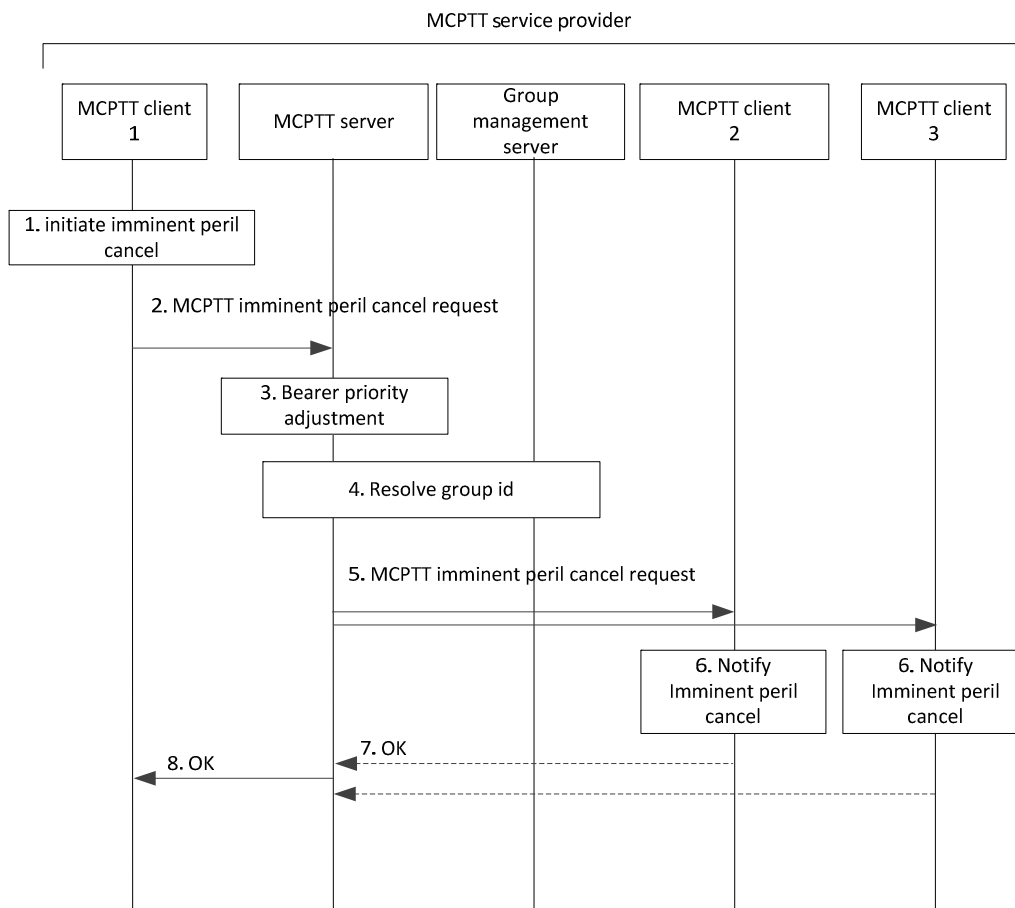 MCPTT service provider
MCPTT client
1
MCPTT server
Group
management
server
MCPTT client
2
MCPTT client
3
1. initiate imminent peril
cancel
2. MCPTT imminent peril cancel request
3. Bearer priority
adjustment
4. Resolve group id
5. MCPTT imminent peril cancel request
6. Notify
Imminent peril
cancel
6. Notify
Imminent peril
cancel
7. OK
8. OK